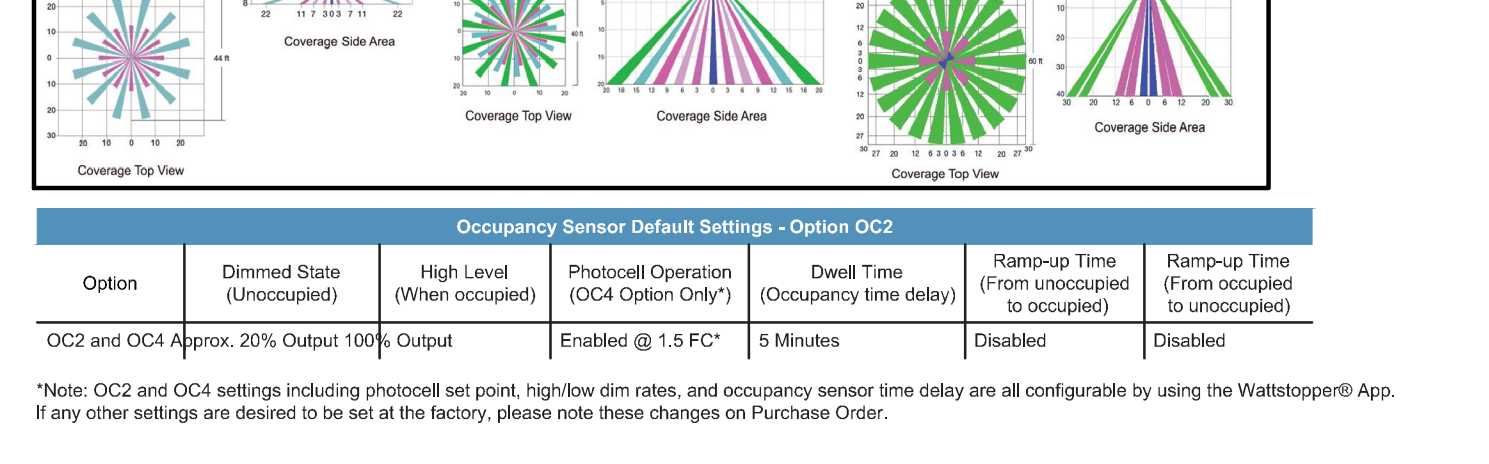 20
10
0
10
20
30
20 10 0 10 20
44 ft
Coverage Top View
8
22 11 7 3 0 3 7 11 22
Coverage Side Area
10
0
10
20
20 10 0 10 20
40 ft
Coverage Top View
5
10
15
20
20 18 15 12 9 6 3 0 3 6 9 12 15 18 20
Coverage Side Area
20
12
6
3
0
3
6
12
20
27
30
30 27 20 12 6 3 0 3 6 12 20 27 30
60 ft
Coverage Top View
10
20
30
40
30 20 12 6 0 6 12 20 30
Coverage Side Area
Occupancy Sensor Default Settings - Option OC2
Option
Dimmed State
(Unoccupied)
High Level
(When occupied)
Photocell Operation
(OC4 Option Only*)
Dwell Time
(Occupancy time delay)
Ramp-up Time
(From unoccupied
to occupied)
Ramp-up Time
(From occupied
to unoccupied)
OC2 and OC4 Approx. 20% Output 100% Output Enabled @ 1.5 FC* 5 Minutes Disabled Disabled
*Note: OC2 and OC4 settings including photocell set point, high/low dim rates, and occupancy sensor time delay are all configurable by using the Wattstopper® App.
If any other settings are desired to be set at the factory, please note these changes on Purchase Order.